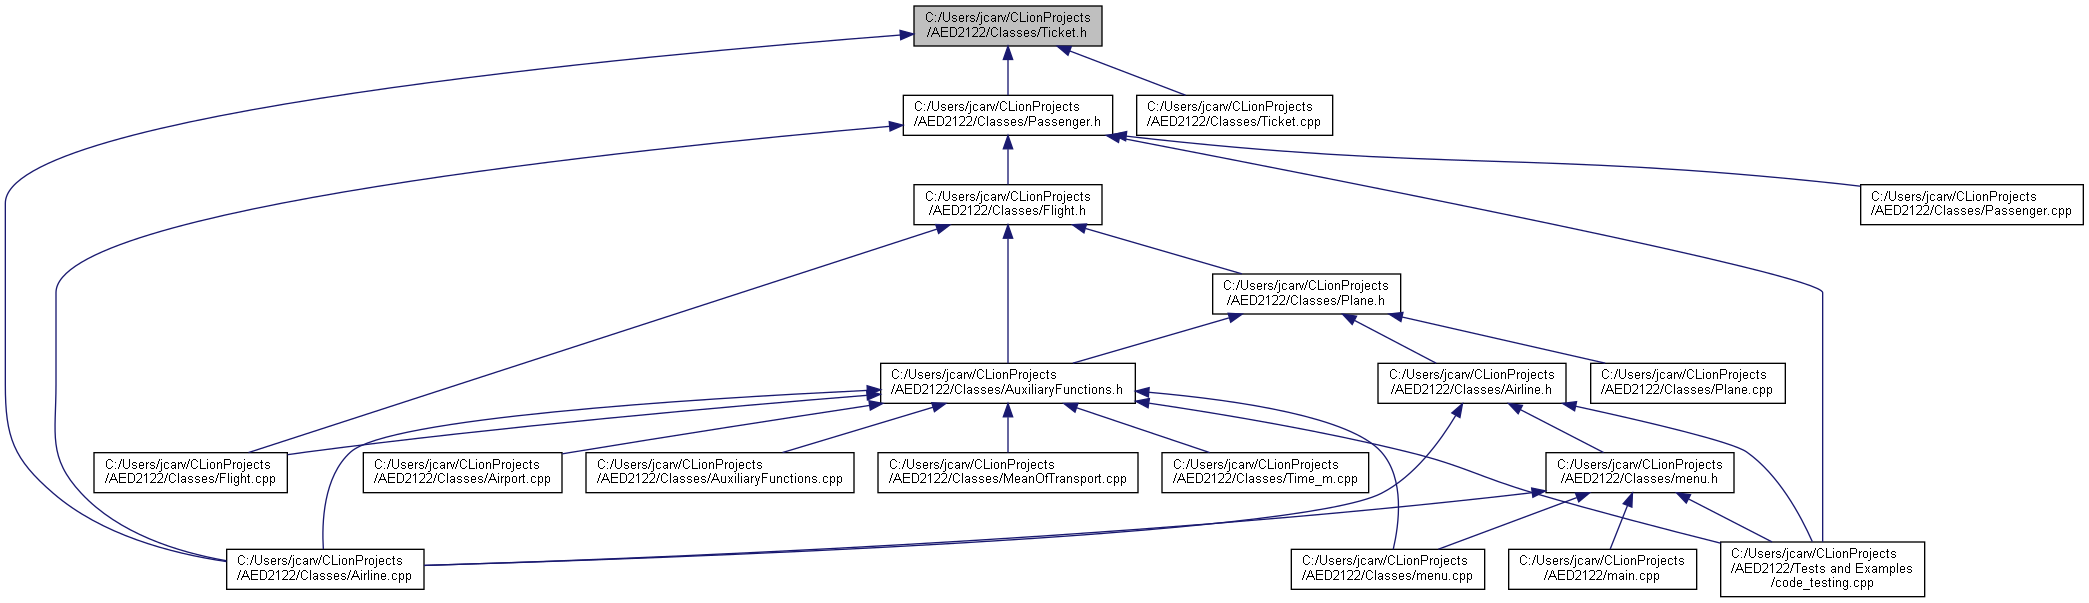 C:/Users/jcarv/CLionProjects
/AED2122/Classes/Ticket.h
C:/Users/jcarv/CLionProjects
/AED2122/Classes/Passenger.h
C:/Users/jcarv/CLionProjects
/AED2122/Classes/Ticket.cpp
C:/Users/jcarv/CLionProjects
/AED2122/Classes/Flight.h
C:/Users/jcarv/CLionProjects
/AED2122/Classes/Passenger.cpp
C:/Users/jcarv/CLionProjects
/AED2122/Classes/Plane.h
C:/Users/jcarv/CLionProjects
/AED2122/Classes/AuxiliaryFunctions.h
C:/Users/jcarv/CLionProjects
/AED2122/Classes/Airline.h
C:/Users/jcarv/CLionProjects
/AED2122/Classes/Plane.cpp
C:/Users/jcarv/CLionProjects
/AED2122/Classes/Flight.cpp
C:/Users/jcarv/CLionProjects
/AED2122/Classes/Airport.cpp
C:/Users/jcarv/CLionProjects
/AED2122/Classes/AuxiliaryFunctions.cpp
C:/Users/jcarv/CLionProjects
/AED2122/Classes/MeanOfTransport.cpp
C:/Users/jcarv/CLionProjects
/AED2122/Classes/Time_m.cpp
C:/Users/jcarv/CLionProjects
/AED2122/Classes/menu.h
C:/Users/jcarv/CLionProjects
/AED2122/Classes/Airline.cpp
C:/Users/jcarv/CLionProjects
/AED2122/Classes/menu.cpp
C:/Users/jcarv/CLionProjects
/AED2122/main.cpp
C:/Users/jcarv/CLionProjects
/AED2122/Tests and Examples
/code_testing.cpp